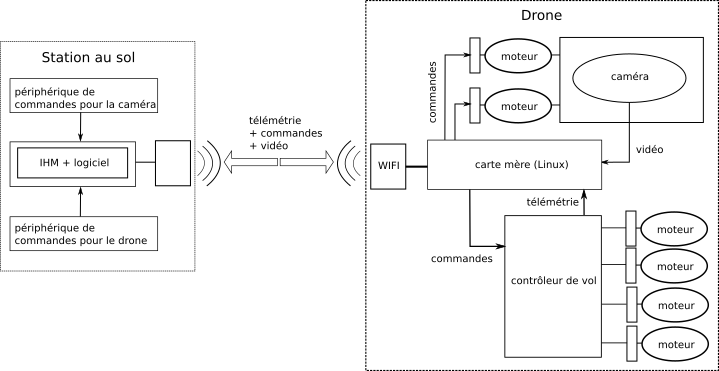 Station au sol
périphérique de
commandes pour la caméra
IHM + logiciel
périphérique de
commandes pour le drone
télémétrie
+ commandes
+ vidéo
Drone
WIFI
commandes
moteur
moteur
caméra
vidéo
carte mère (Linux)
télémétrie
commandes
contrôleur de vol
moteur
moteur
moteur
moteur